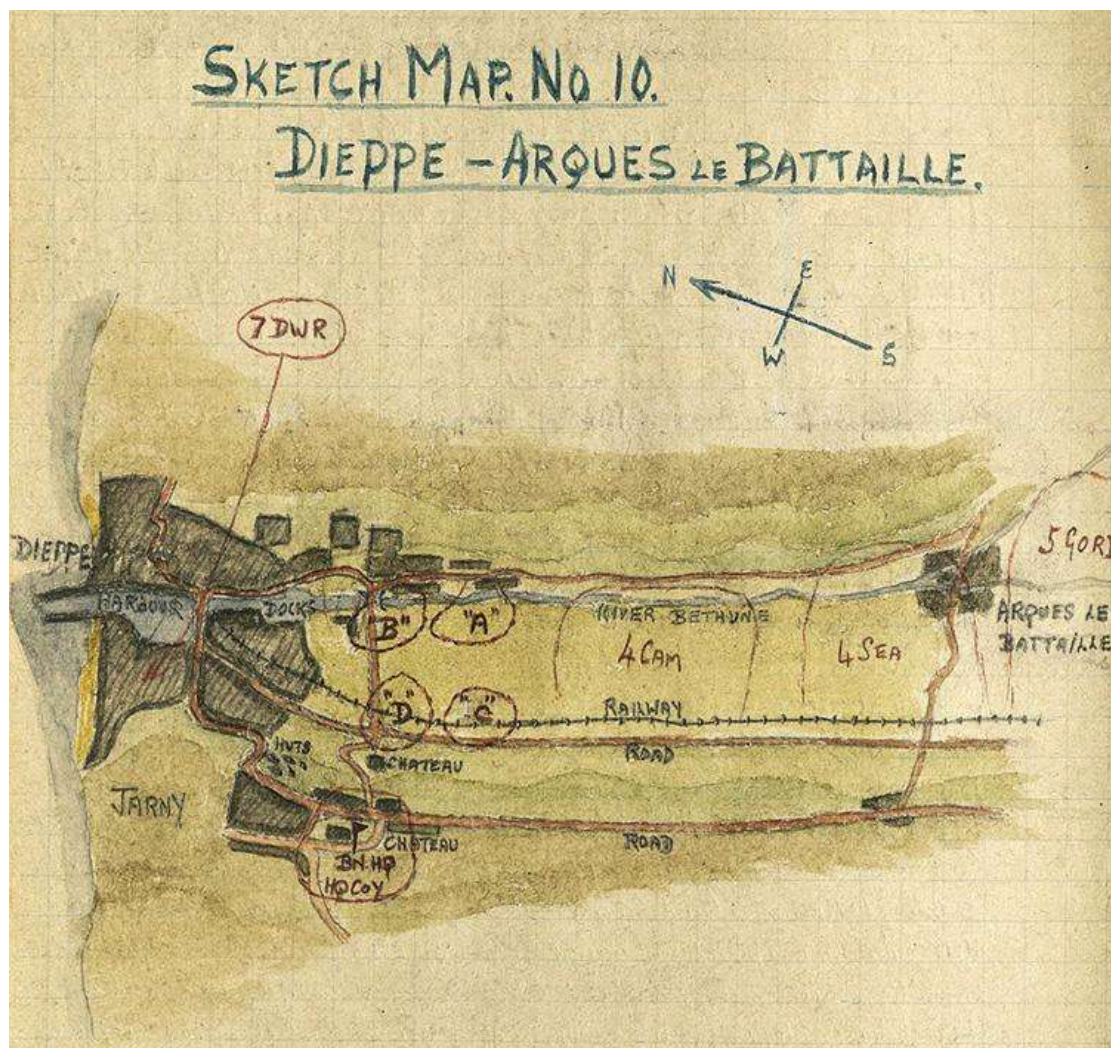 SKETCH MAP. NO 10.
DIEPPE - ARQUES LE BATTAILLE.
N
E
W
S
7 DWR
DIEPPE
HARBOUR
DOCKS
"B"
"A"
RIVER BETHUNE
4 CAM
4 SEA
5 GOR
ARQUES LE
BATTAILLE
"D"
"C"
RAILWAY
ROAD
HUTS
CHATEAU
JARNY
CHATEAU
ROAD
BN. HQ
HQ COY